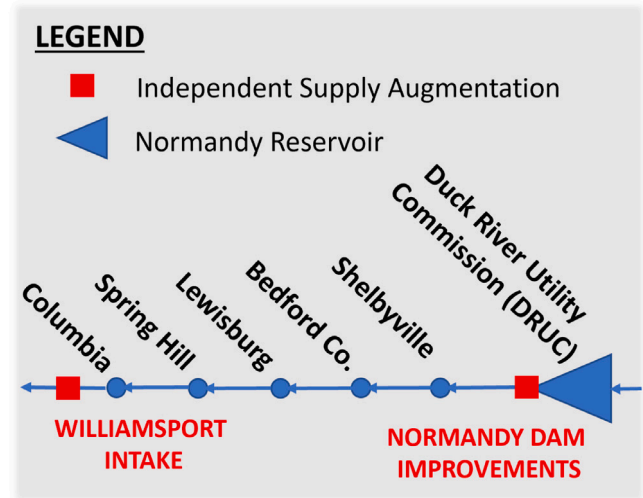 LEGEND
Independent Supply Augmentation
Normandy Reservoir
Columbia
Spring Hill
Lewisburg
Bedford Co.
Shelbyville
Duck River Utility
Commission (DRUC)
WILLIAMSPORT
INTAKE
NORMANDY DAM
IMPROVEMENTS